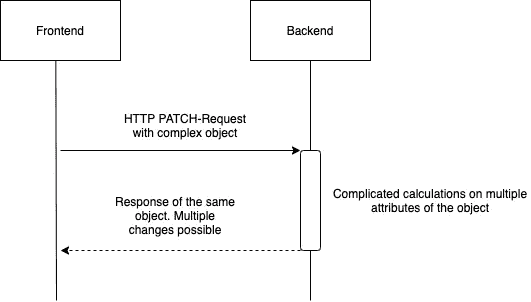 Frontend
Backend
HTTP PATCH-Request
with complex object
Complicated calculations on multiple
attributes of the object
Response of the same
object. Multiple
changes possible